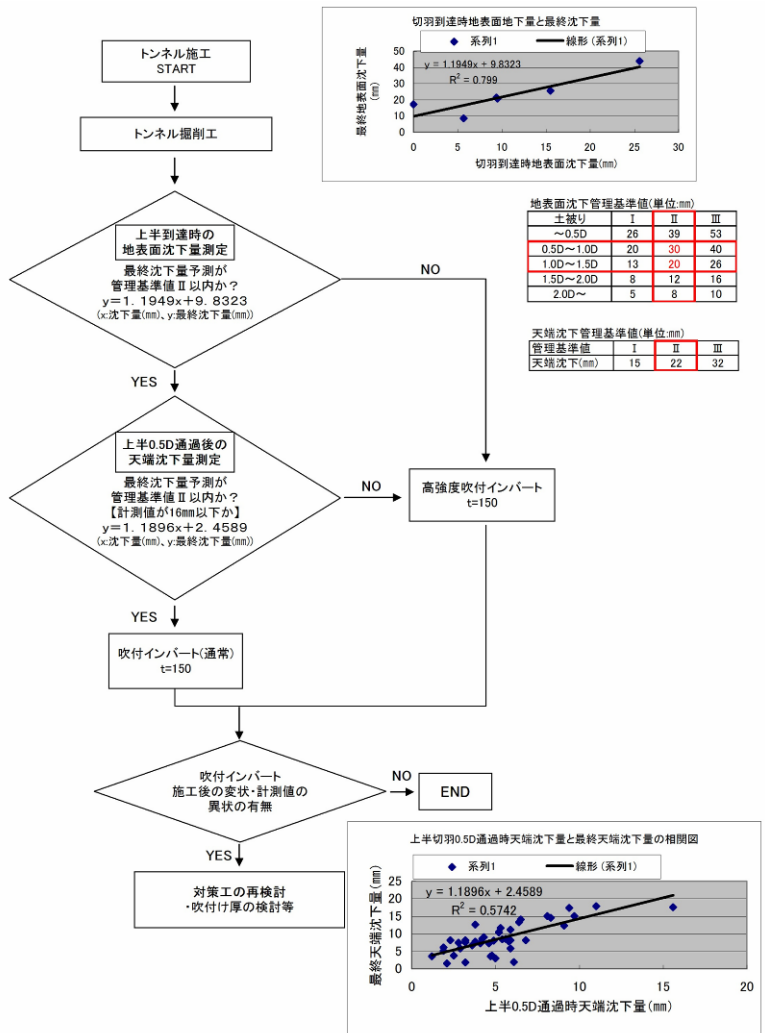 トンネル施工
START
トンネル掘削工
上半到達時の
地表面沈下量測定
最終沈下量予測が
管理基準値Ⅱ以内か?
y=1.1949x+9.8323
(x:沈下量(㎜)、y:最終沈下量(㎜))
NO
YES
上半0.5D通過後の
天端沈下量測定
最終沈下量予測が
管理基準値Ⅱ以内か?
【計測値が16㎜以下か】
y=1.1896x+2.4589
(x:沈下量(㎜)、y:最終沈下量(㎜))
NO
高強度吹付インバート
t=150
YES
吹付インバート(通常)
t=150
吹付インバート
施工後の変状・計測値の
異状の有無
NO
END
YES
対策工の再検討
・吹付け厚の検討等
切羽到達時地表面地下量と最終沈下量
系列1 線形 (系列1)
y = 1.1949x + 9.8323
R² = 0.799
最終地表面沈下量
(㎜)
50
40
30
20
10
0
0 5 10 15 20 25 30
切羽到達時地表面沈下量(㎜)
地表面沈下管理基準値(単位:㎜)
土被り Ⅰ Ⅱ Ⅲ
～0.5D 26 39 53
0.5D～1.0D 20 30 40
1.0D～1.5D 13 20 26
1.5D～2.0D 8 12 16
2.0D～ 5 8 10
天端沈下管理基準値(単位:㎜)
管理基準値 Ⅰ Ⅱ Ⅲ
天端沈下(㎜) 15 22 32
上半切羽0.5D通過時天端沈下量と最終天端沈下量の相関図
系列1 線形 (系列1)
y = 1.1896x + 2.4589
R² = 0.5742
最終天端沈下量(㎜)
25
20
15
10
5
0
0 5 10 15 20
上半0.5D通過時天端沈下量(㎜)